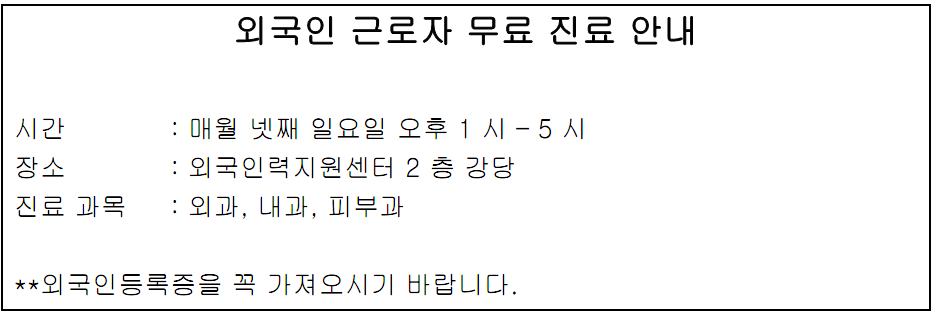 외국인 근로자 무료 진료 안내
시간 : 매월 넷째 일요일 오후 1 시 – 5 시
장소 : 외국인력지원센터 2 층 강당
진료 과목 : 외과, 내과, 피부과
**외국인등록증을 꼭 가져오시기 바랍니다.